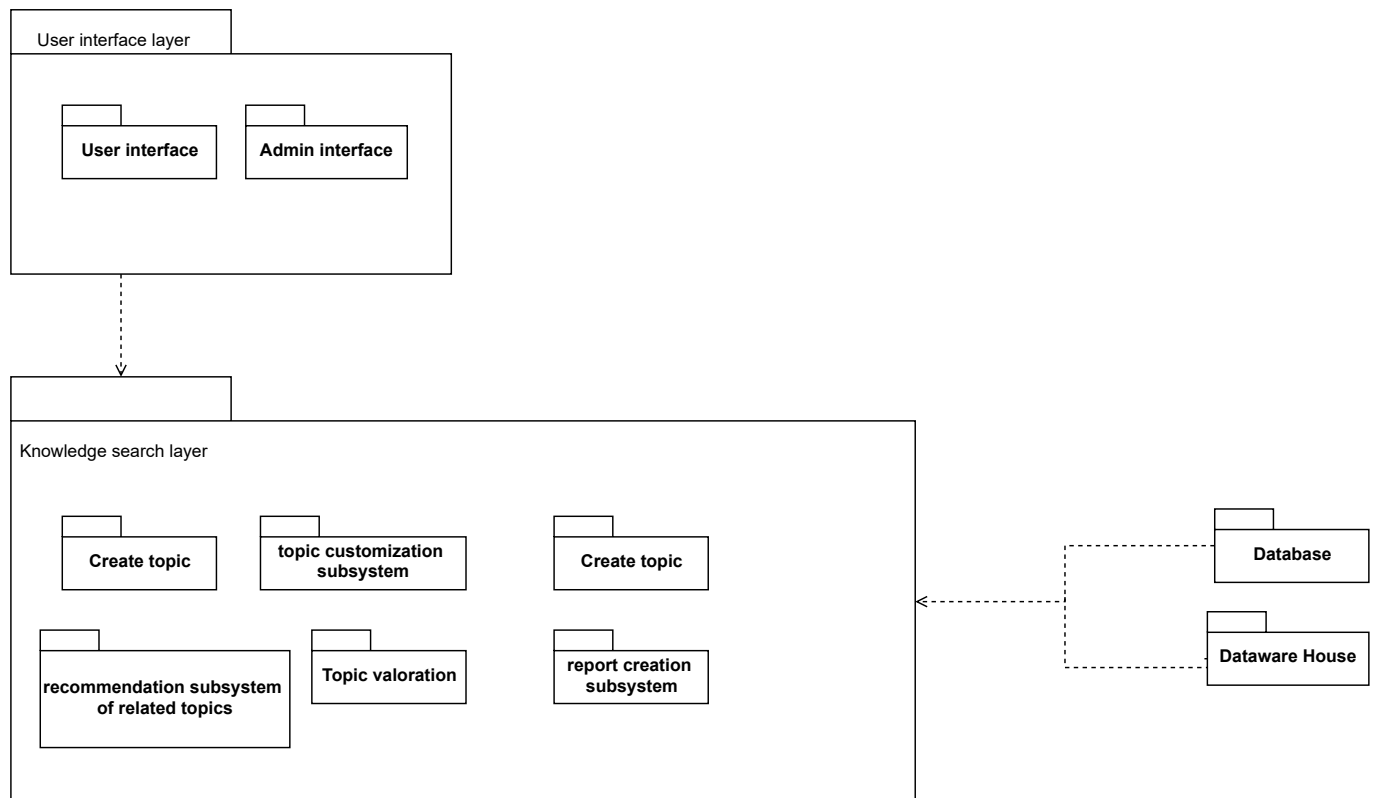 User interface layer
User interface
Admin interface
Knowledge search layer
Create topic
topic customization
subsystem
Create topic
recommendation subsystem
of related topics
Topic valoration
report creation
subsystem
Database
Dataware House